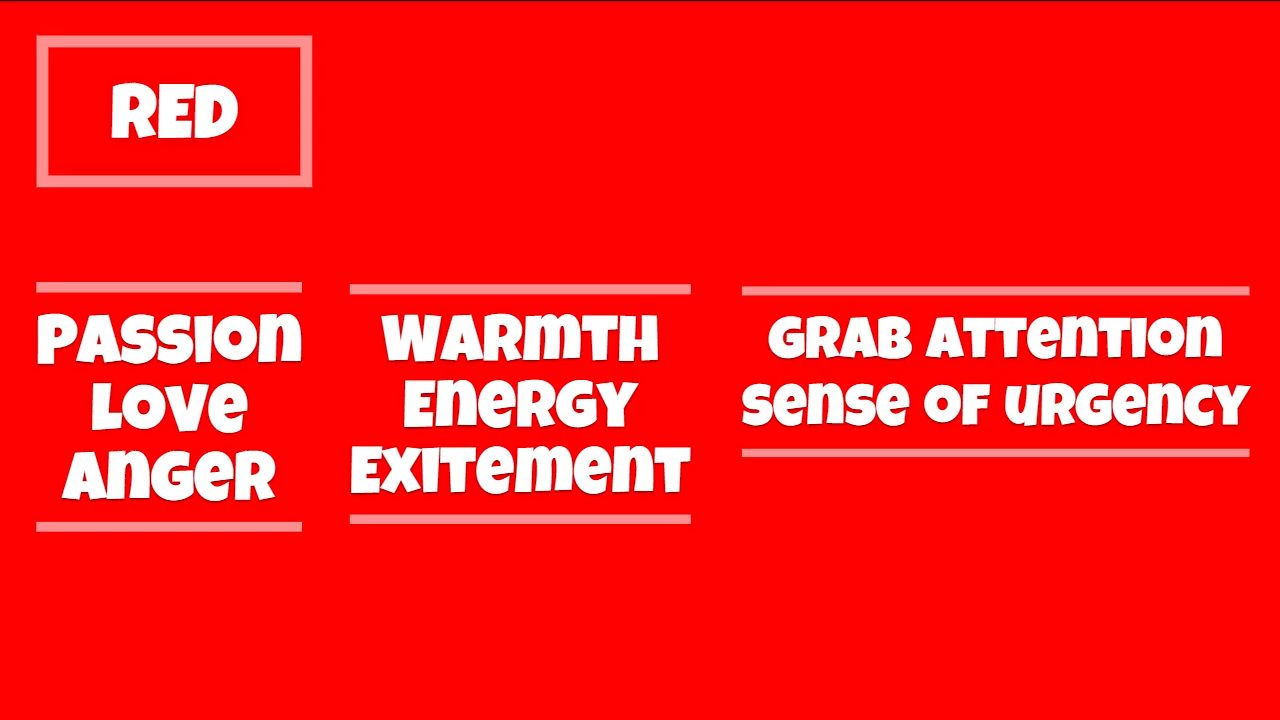 RED
PASSION
LOVE
ANGER
WARMTH
ENERGY
EXITEMENT
GRAB ATTENTION
SENSE OF URGENCY